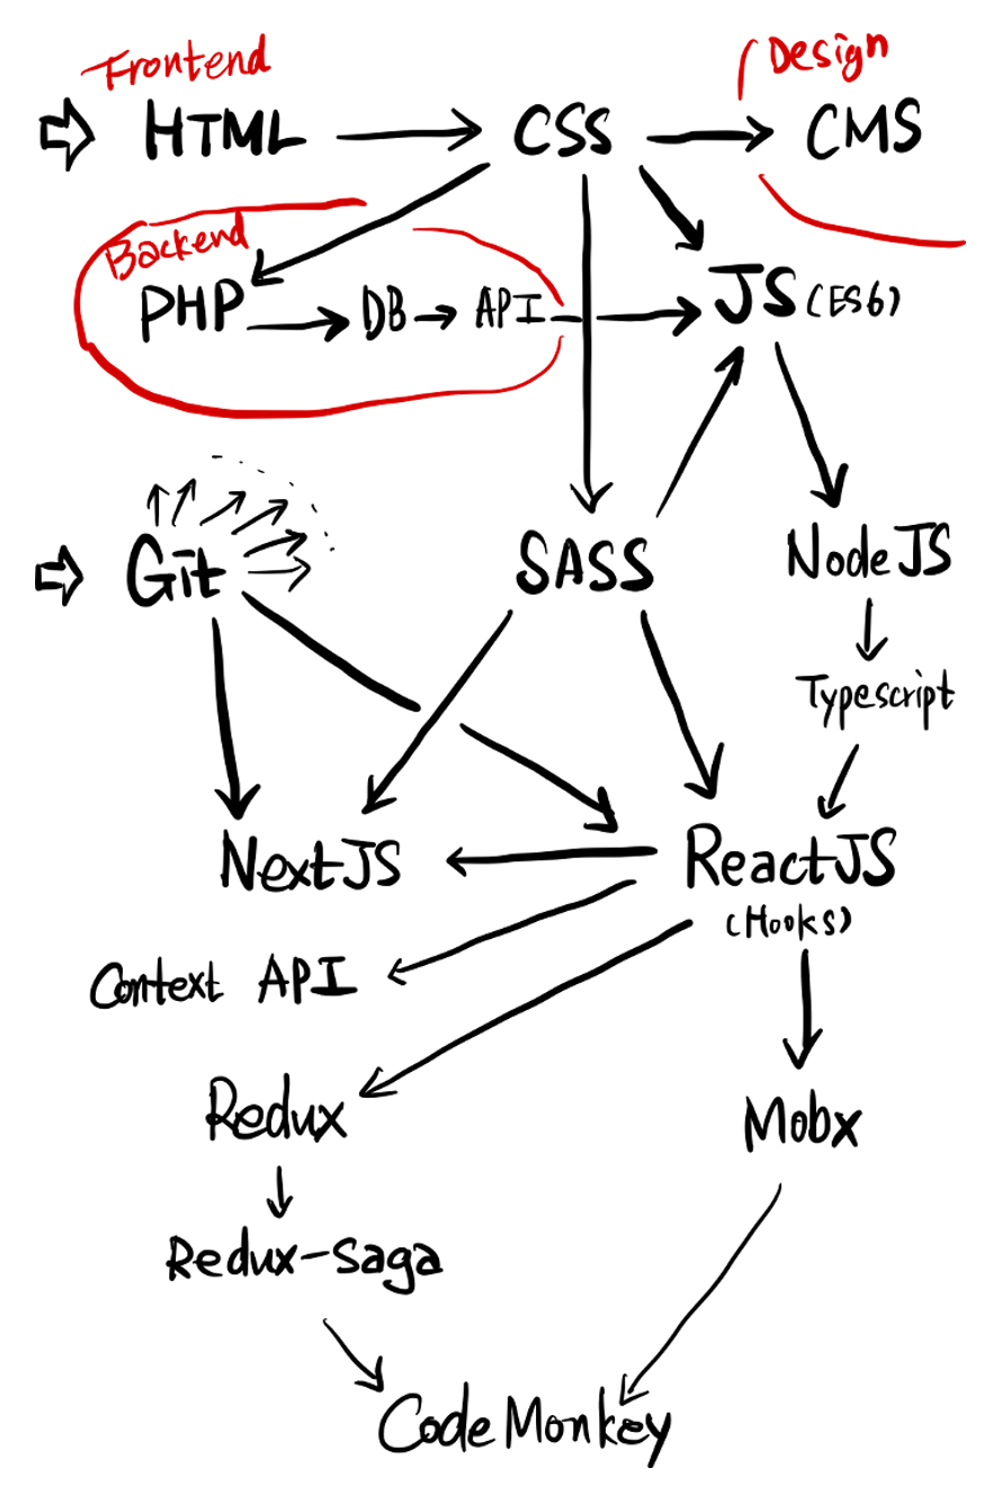 Frontend
Design
HTML
CSS
CMS
Backend
PHP
DB
API
JS (ES6)
Git
SASS
NodeJS
Typescript
NextJS
ReactJS
(Hooks)
Context API
Redux
Mobx
Redux-Saga
Code Monkey